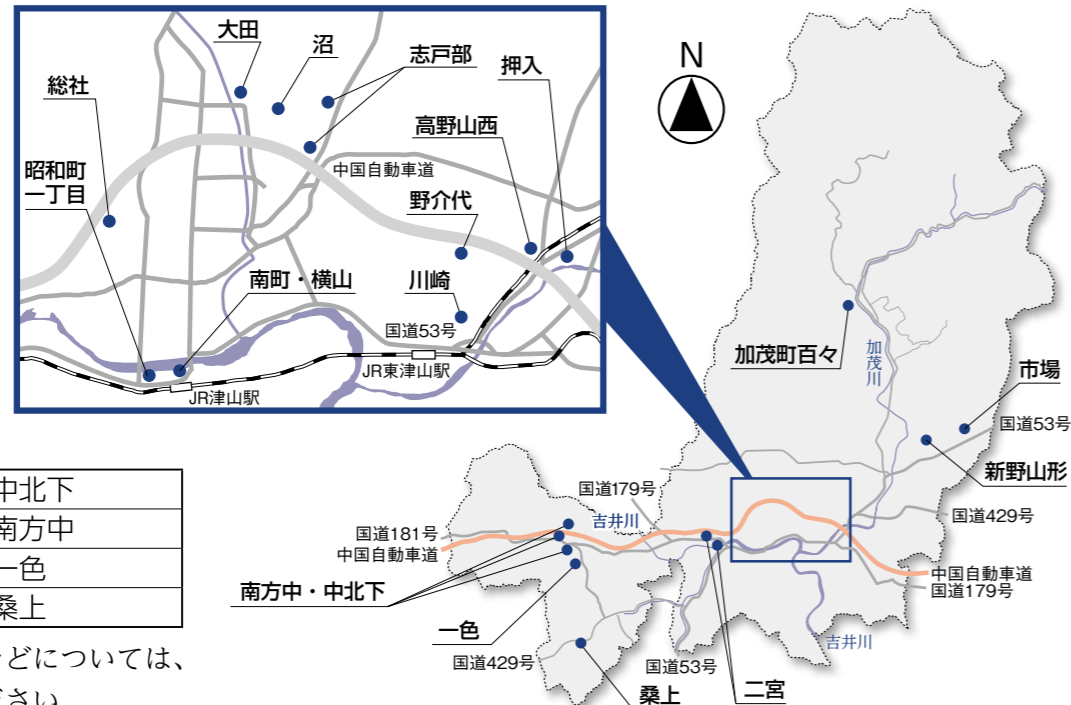 大田
沼
志戸部
押入
総社
高野山西
昭和町
一丁目
中国自動車道
野介代
南町・横山
川崎
国道53号
JR東津山駅
JR津山駅
N
加茂町百々
加茂川
市場
国道53号
新野山形
国道179号
吉井川
国道429号
国道181号
中国自動車道
中国自動車道
国道179号
南方中・中北下
一色
吉井川
国道429号
国道53号
桑上
二宮
中北下
南方中
一色
桑上
どについては、
ださい